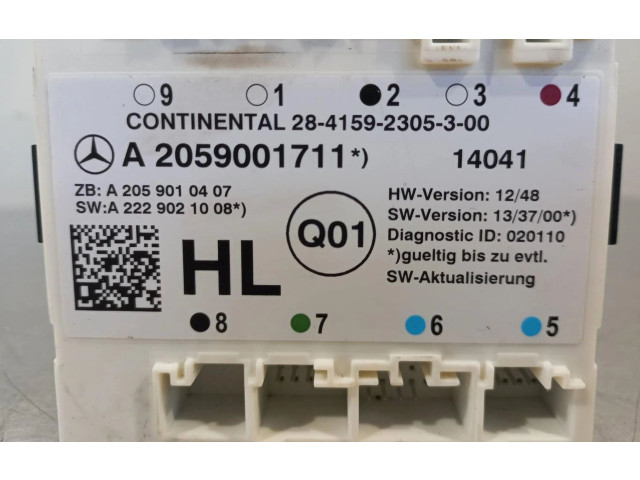 9 1 2 3 4
CONTINENTAL 28-4159-2305-3-00
A 2059001711*) 14041
ZB: A 205 901 04 07
SW:A 222 902 10 08*)
HW-Version: 12/48
SW-Version: 13/37/00*)
Diagnostic ID: 020110
*)gueltig bis zu evtl.
SW-Aktualisierung
HL
Q01
8 7 6 5